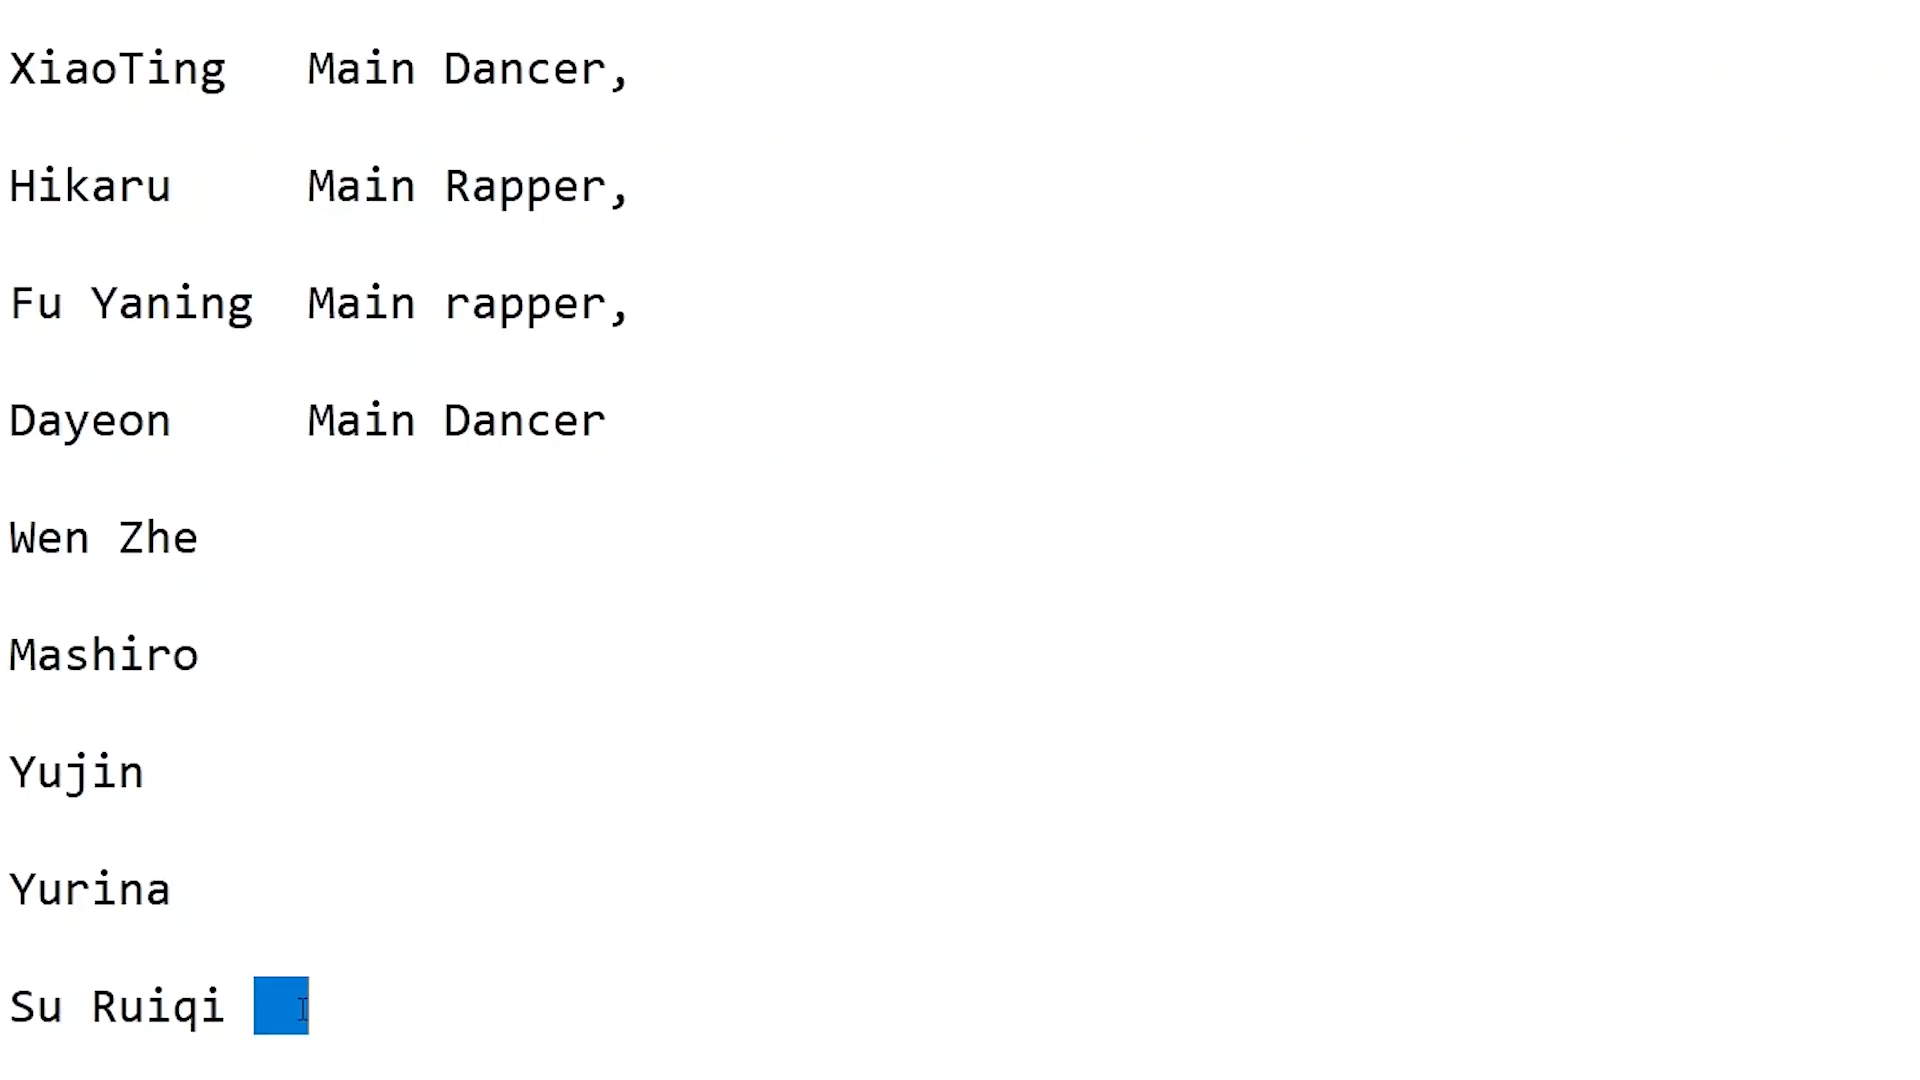 XiaoTing   Main Dancer,
Hikaru     Main Rapper,
Fu Yaning  Main rapper,
Dayeon     Main Dancer
Wen Zhe
Mashiro
Yujin
Yurina
Su Ruiqi